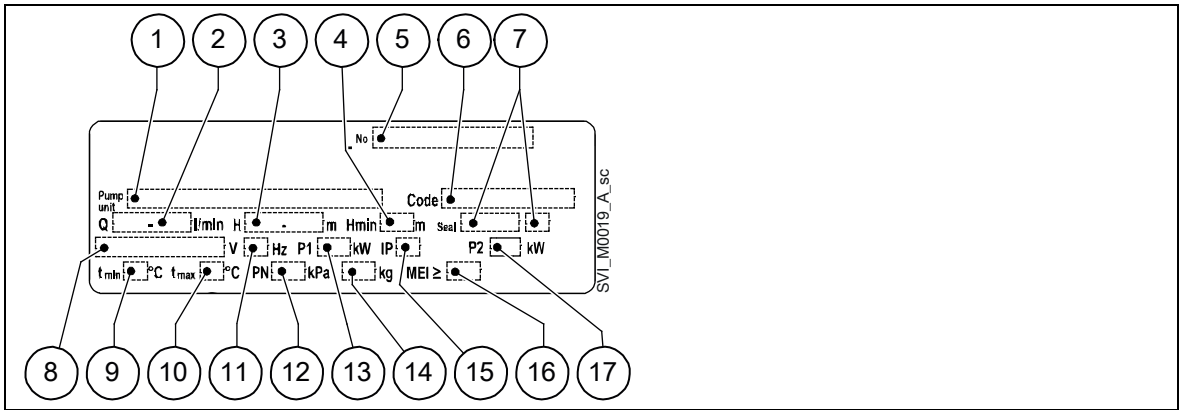 1 2 3 4 5 6 7
No
Pump unit Code
Q - l/min H - m Hmin m Seal
V Hz P1 kW IP P2 kW
t min °C t max °C PN kPa kg MEI ≥
8 9 10 11 12 13 14 15 16 17
SVI_M0019_A_sc